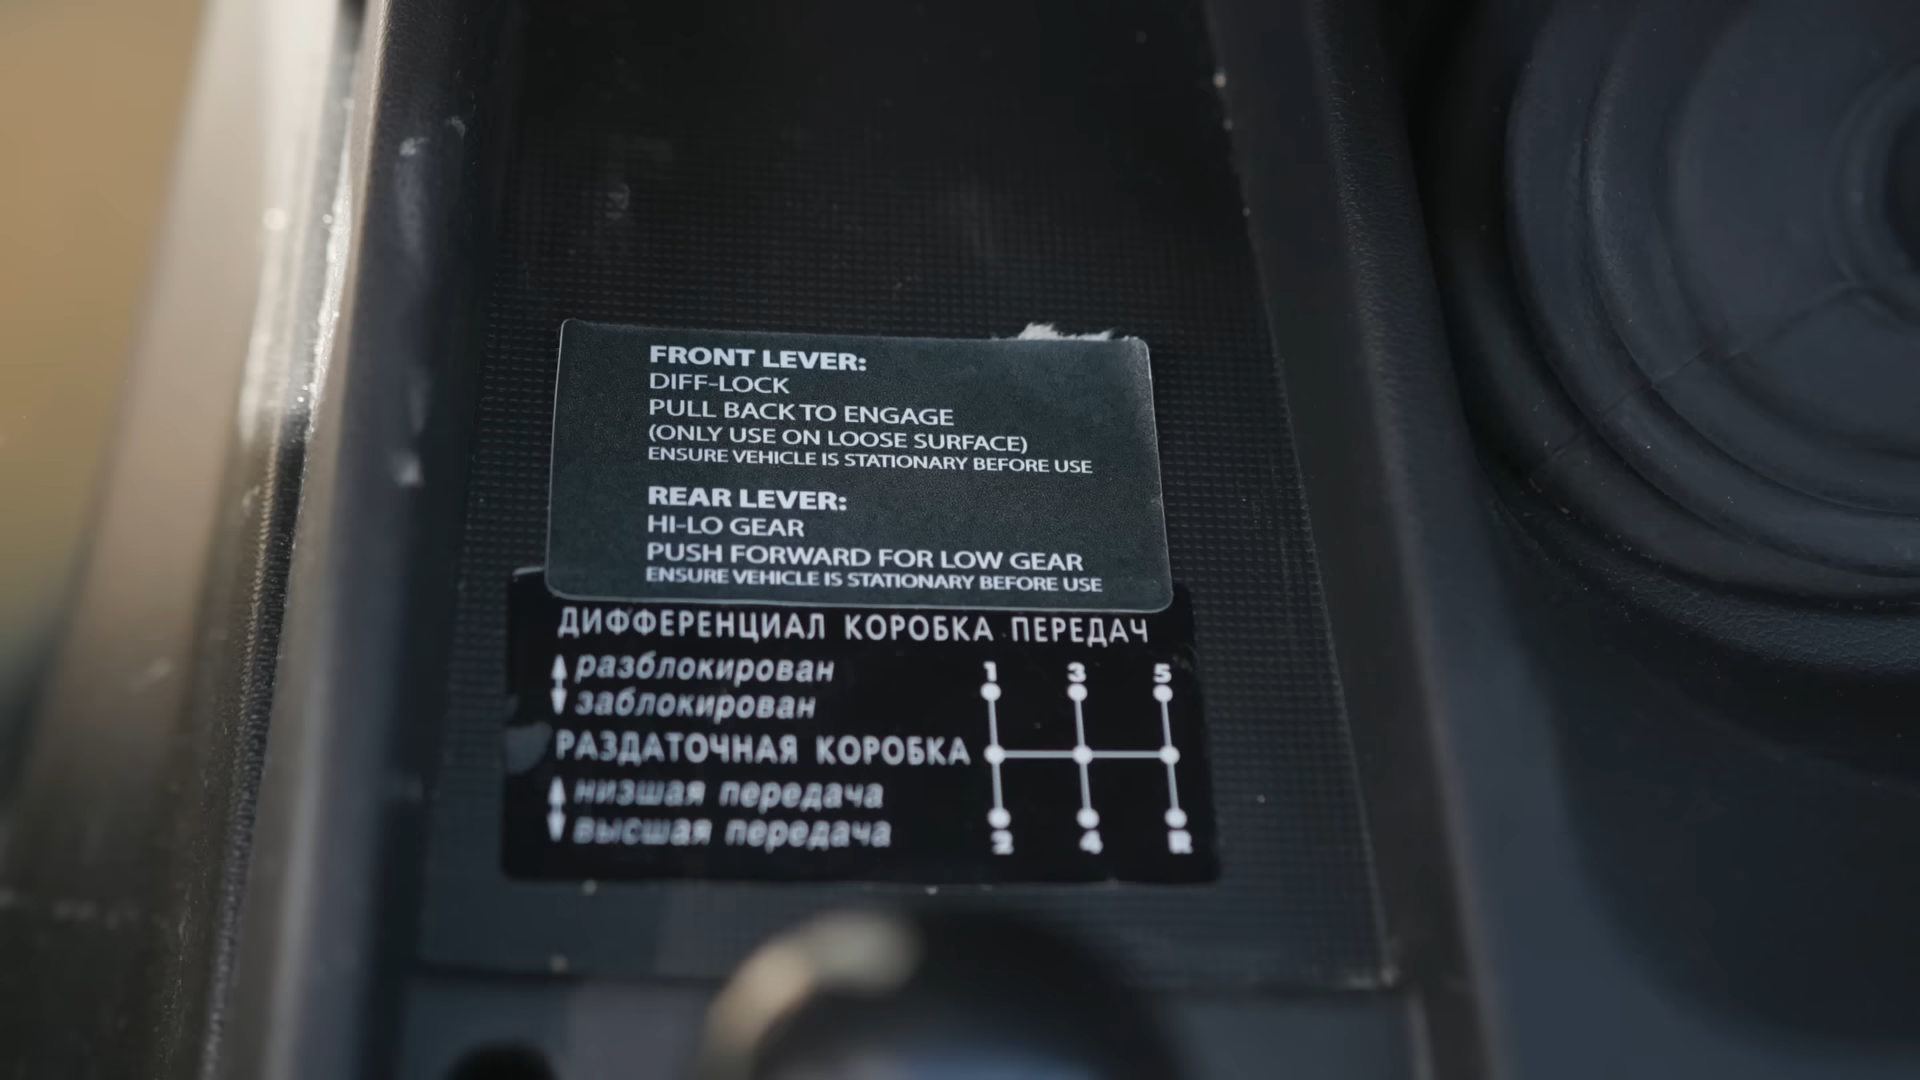 FRONT LEVER:
DIFF-LOCK
PULL BACK TO ENGAGE
(ONLY USE ON LOOSE SURFACE)
ENSURE VEHICLE IS STATIONARY BEFORE USE
REAR LEVER:
HI-LO GEAR
PUSH FORWARD FOR LOW GEAR
ENSURE VEHICLE IS STATIONARY BEFORE USE
ДИФФЕРЕНЦИАЛ КОРОБКА ПЕРЕДАЧ
разблокирован
заблокирован
РАЗДАТОЧНАЯ КОРОБКА
низшая передача
высшая передача
1 3 5
2 4 R